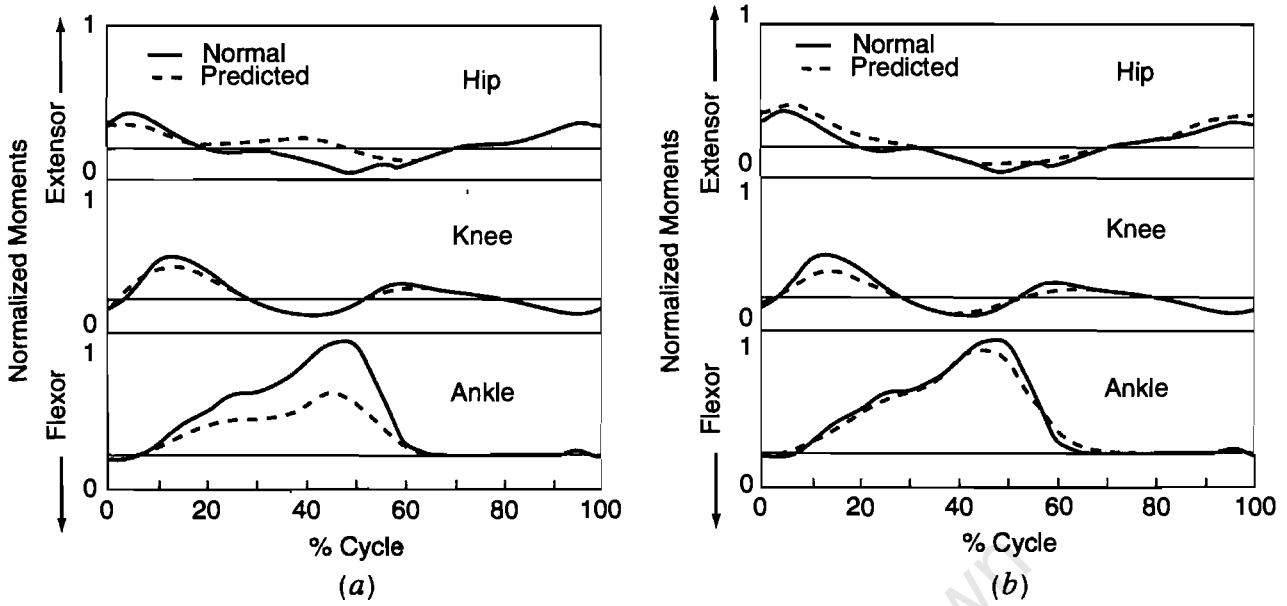 1
Normal
Predicted
Hip
0
1
Knee
0
1
Ankle
0
0 20 40 60 80 100
% Cycle
Normalized Moments
Extensor
Flexor
(a)
1
Normal
Predicted
Hip
0
1
Knee
0
1
Ankle
0
0 20 40 60 80 100
% Cycle
Normalized Moments
Extensor
Flexor
(b)